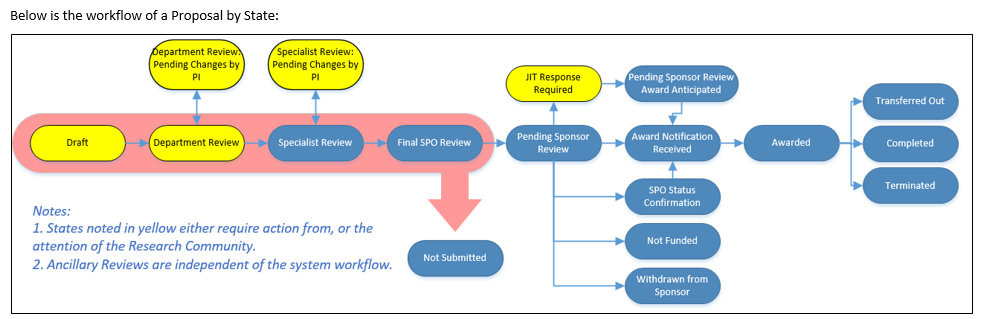 Below is the workflow of a Proposal by State:
Department Review:
Pending Changes by
PI
Specialist Review:
Pending Changes by
PI
JIT Response
Required
Pending Sponsor Review
Award Anticipated
Transferred Out
Draft
Department Review
Specialist Review
Final SPO Review
Pending Sponsor
Review
Award Notification
Received
Awarded
Completed
Terminated
SPO Status
Confirmation
Not Funded
Withdrawn from
Sponsor
Not Submitted
Notes:
1. States noted in yellow either require action from, or the
attention of the Research Community.
2. Ancillary Reviews are independent of the system workflow.